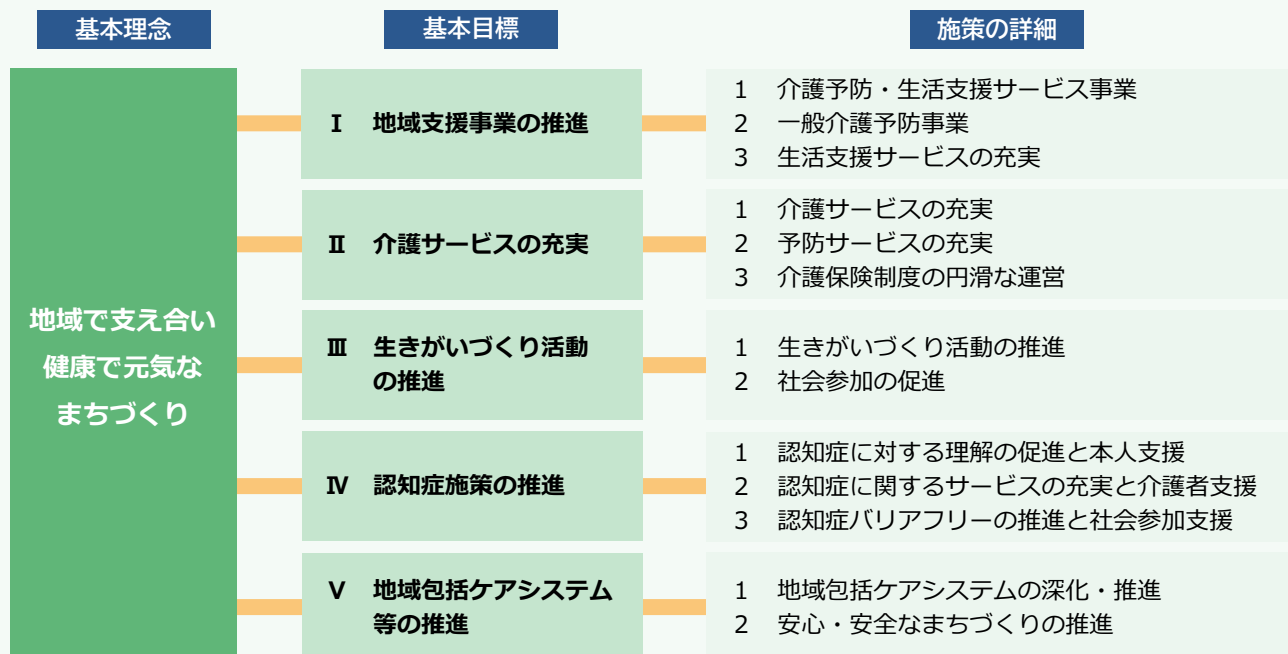 基本理念
基本目標
施策の詳細
地域で支え合い
健康で元気な
まちづくり
Ⅰ 地域支援事業の推進
1 介護予防・生活支援サービス事業
2 一般介護予防事業
3 生活支援サービスの充実
Ⅱ 介護サービスの充実
1 介護サービスの充実
2 予防サービスの充実
3 介護保険制度の円滑な運営
Ⅲ 生きがいづくり活動
の推進
1 生きがいづくり活動の推進
2 社会参加の促進
Ⅳ 認知症施策の推進
1 認知症に対する理解の促進と本人支援
2 認知症に関するサービスの充実と介護者支援
3 認知症バリアフリーの推進と社会参加支援
Ⅴ 地域包括ケアシステム
等の推進
1 地域包括ケアシステムの深化・推進
2 安心・安全なまちづくりの推進